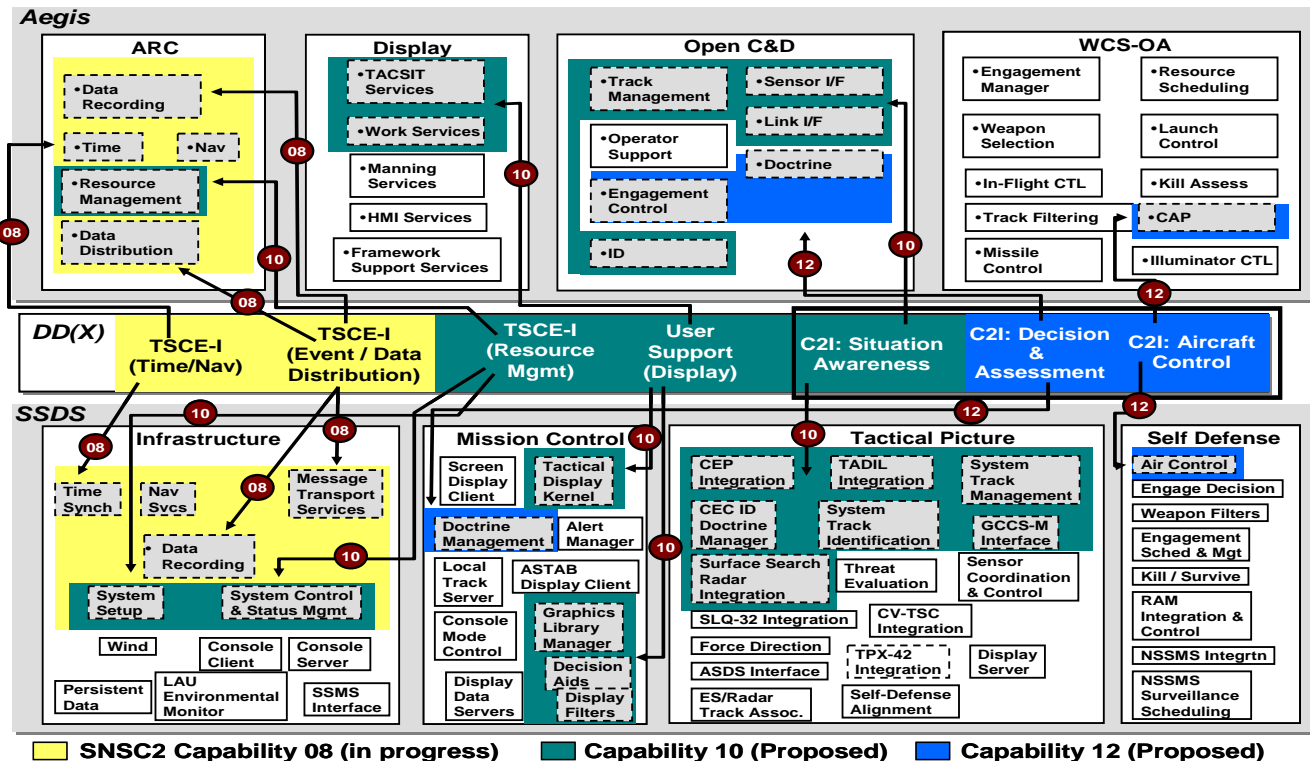 Aegis
ARC
•Data
Recording
•Time
•Nav
•Resource
Management
•Data
Distribution
Display
•TACSIT
Services
•Work Services
•Manning
Services
•HMI Services
•Framework
Support Services
Open C&D
•Track
Management
•Sensor I/F
•Link I/F
•Operator
Support
•Doctrine
•Engagement
Control
•ID
WCS-OA
•Engagement
Manager
•Resource
Scheduling
•Weapon
Selection
•Launch
Control
•In-Flight CTL
•Kill Assess
•Track Filtering
•CAP
•Missile
Control
•Illuminator CTL
08
10
08
08
10
12
10
12
DD(X)
TSCE-I
(Time/Nav)
TSCE-I
(Event / Data
Distribution)
TSCE-I
(Resource
Mgmt)
User
Support
(Display)
C2I: Situation
Awareness
C2I: Decision
&
Assessment
C2I: Aircraft
Control
SSDS
10
08
08
08
10
10
10
12
10
12
Infrastructure
Time
Synch
Nav
Svcs
Message
Transport
Services
• Data
Recording
System
Setup
System Control
& Status Mgmt
Wind
Console
Client
Console
Server
Persistent
Data
LAU
Environmental
Monitor
SSMS
Interface
Mission Control
Screen
Display
Client
Tactical
Display
Kernel
Doctrine
Management
Alert
Manager
Local
Track
Server
ASTAB
Display Client
Console
Mode
Control
Graphics
Library
Manager
Decision
Aids
Display
Data
Servers
Display
Filters
Tactical Picture
CEP
Integration
TADIL
Integration
System
Track
Management
CEC ID
Doctrine
Manager
System
Track
Identification
GCCS-M
Interface
Surface Search
Radar
Integration
Threat
Evaluation
Sensor
Coordination
& Control
SLQ-32 Integration
CV-TSC
Integration
Force Direction
TPX-42
Integration
Display
Server
ASDS Interface
ES/Radar
Track Assoc.
Self-Defense
Alignment
Self Defense
Air Control
Engage Decision
Weapon Filters
Engagement
Sched & Mgt
Kill / Survive
RAM
Integration &
Control
NSSMS Integrtn
NSSMS
Surveillance
Scheduling
SNSC2 Capability 08 (in progress)
Capability 10 (Proposed)
Capability 12 (Proposed)